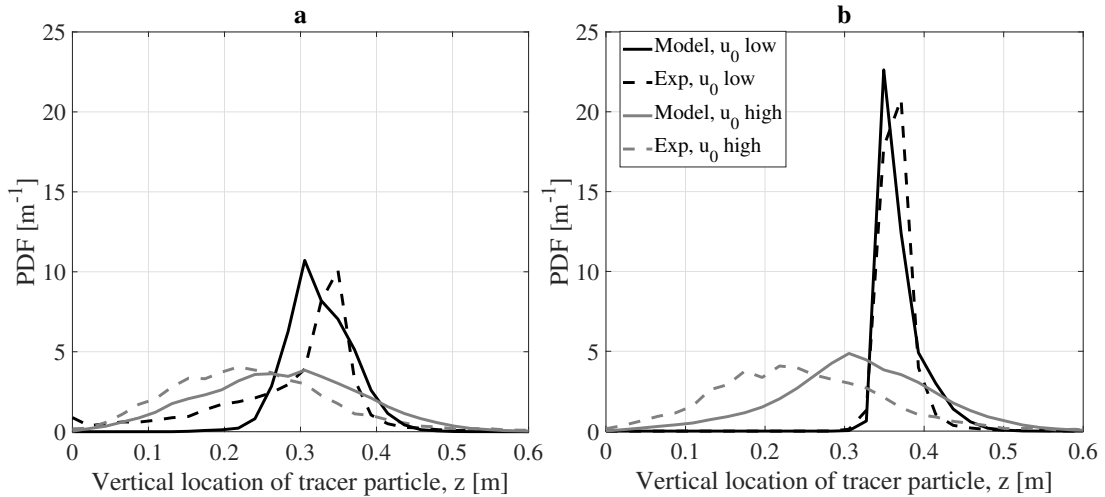 a
25
20
15
10
5
0
PDF [m⁻¹]
0
0.1
0.2
0.3
0.4
0.5
0.6
Vertical location of tracer particle, z [m]
b
Model, u₀ low
Exp, u₀ low
Model, u₀ high
Exp, u₀ high
25
20
15
10
5
0
PDF [m⁻¹]
0
0.1
0.2
0.3
0.4
0.5
0.6
Vertical location of tracer particle, z [m]